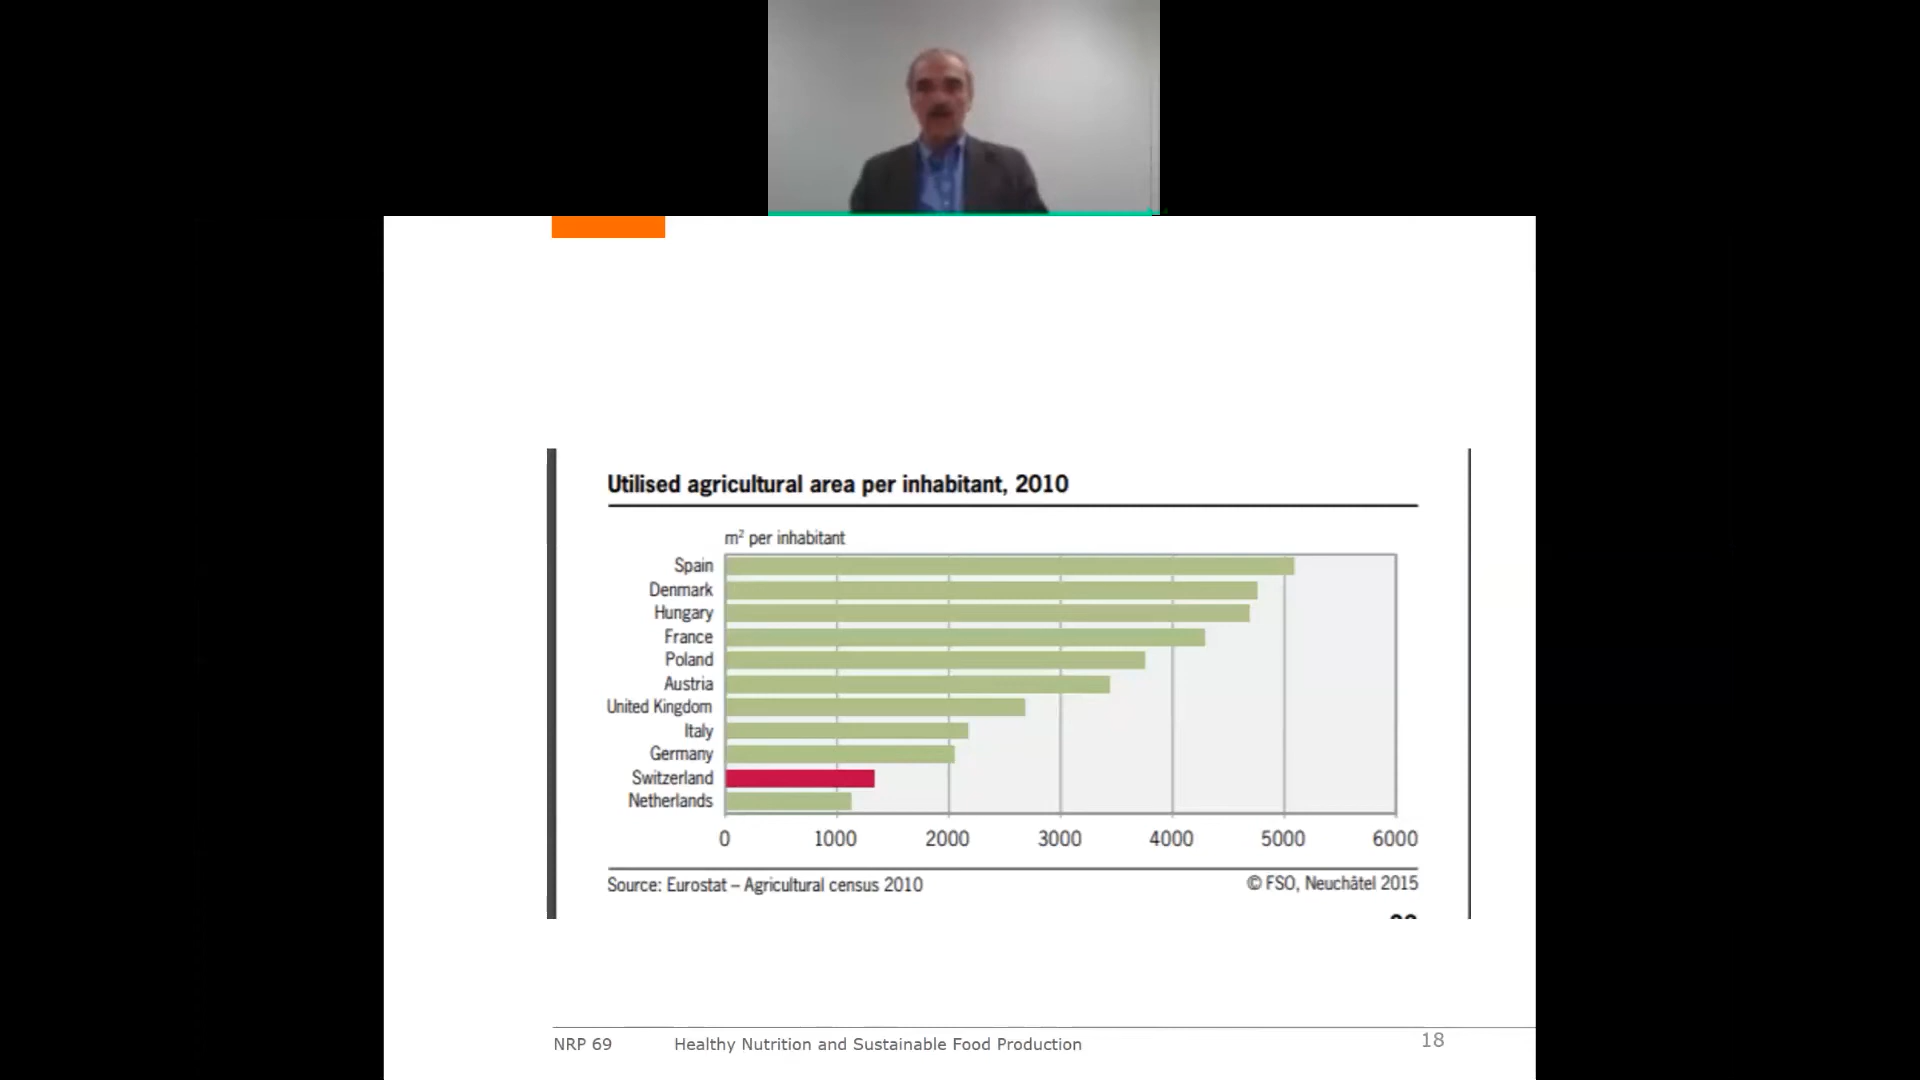 Utilised agricultural area per inhabitant, 2010
m² per inhabitant
Spain
Denmark
Hungary
France
Poland
Austria
United Kingdom
Italy
Germany
Switzerland
Netherlands
0 1000 2000 3000 4000 5000 6000
Source: Eurostat – Agricultural census 2010 © FSO, Neuchâtel 2015
NRP 69 Healthy Nutrition and Sustainable Food Production 18